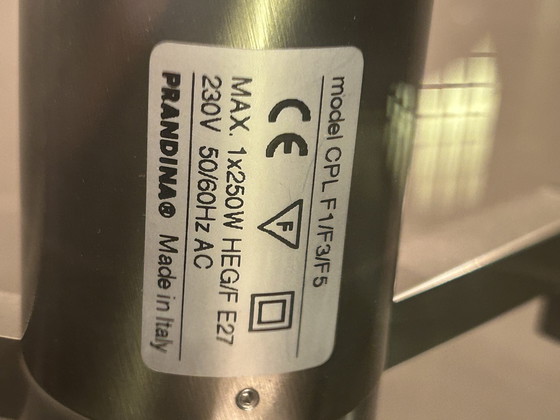 model CPL F1/F3/F5
CE F
MAX. 1x250W HEG/F E27
230V 50/60Hz AC
PRANDINA® Made in Italy